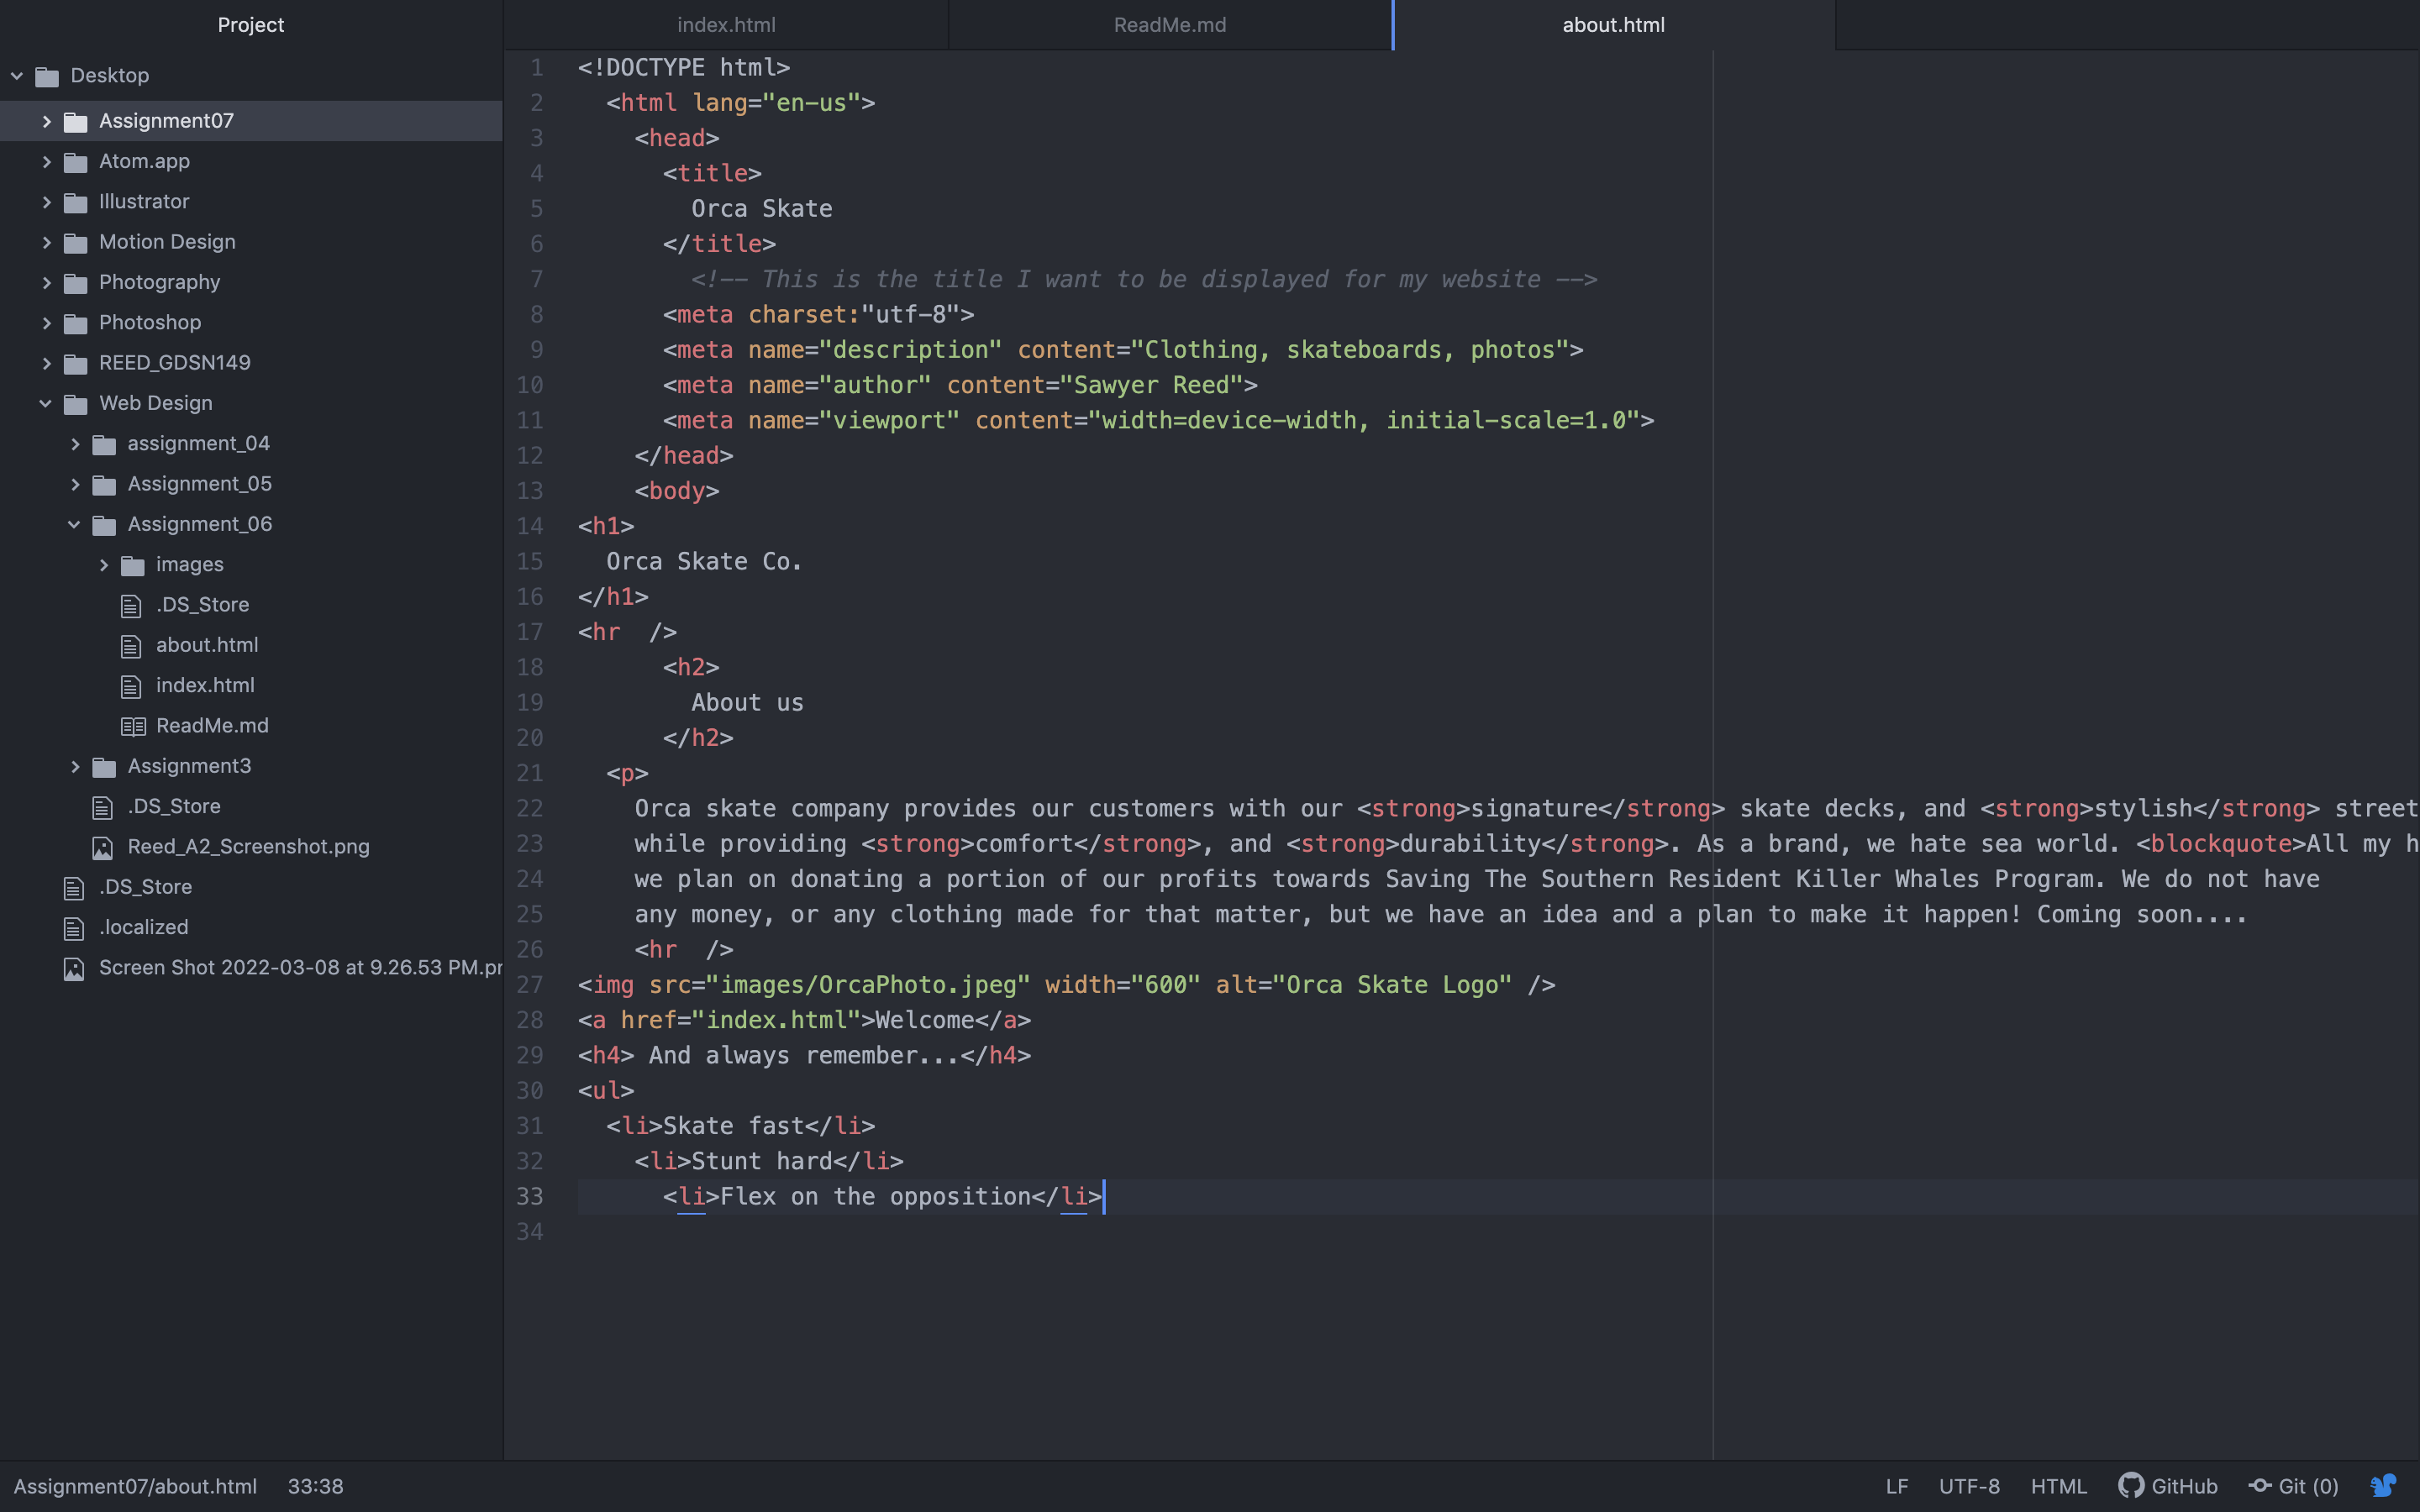 Project
index.html
ReadMe.md
about.html
Desktop
Assignment07
Atom.app
Illustrator
Motion Design
Photography
Photoshop
REED_GDSN149
Web Design
assignment_04
Assignment_05
Assignment_06
images
.DS_Store
about.html
index.html
ReadMe.md
Assignment3
.DS_Store
Reed_A2_Screenshot.png
.DS_Store
.localized
Screen Shot 2022-03-08 at 9.26.53 PM.pr
1 <!DOCTYPE html>
2 <html lang="en-us">
3 <head>
4 <title>
5 Orca Skate
6 </title>
7 <!-- This is the title I want to be displayed for my website -->
8 <meta charset:"utf-8">
9 <meta name="description" content="Clothing, skateboards, photos">
10 <meta name="author" content="Sawyer Reed">
11 <meta name="viewport" content="width=device-width, initial-scale=1.0">
12 </head>
13 <body>
14 <h1>
15 Orca Skate Co.
16 </h1>
17 <hr  />
18 <h2>
19 About us
20 </h2>
21 <p>
22 Orca skate company provides our customers with our <strong>signature</strong> skate decks, and <strong>stylish</strong> street
23 while providing <strong>comfort</strong>, and <strong>durability</strong>. As a brand, we hate sea world. <blockquote>All my h
24 we plan on donating a portion of our profits towards Saving The Southern Resident Killer Whales Program. We do not have
25 any money, or any clothing made for that matter, but we have an idea and a plan to make it happen! Coming soon....
26 <hr  />
27 <img src="images/OrcaPhoto.jpeg" width="600" alt="Orca Skate Logo" />
28 <a href="index.html">Welcome</a>
29 <h4> And always remember...</h4>
30 <ul>
31 <li>Skate fast</li>
32 <li>Stunt hard</li>
33 <li>Flex on the opposition</li>
34
Assignment07/about.html 33:38
LF UTF-8 HTML GitHub Git (0)